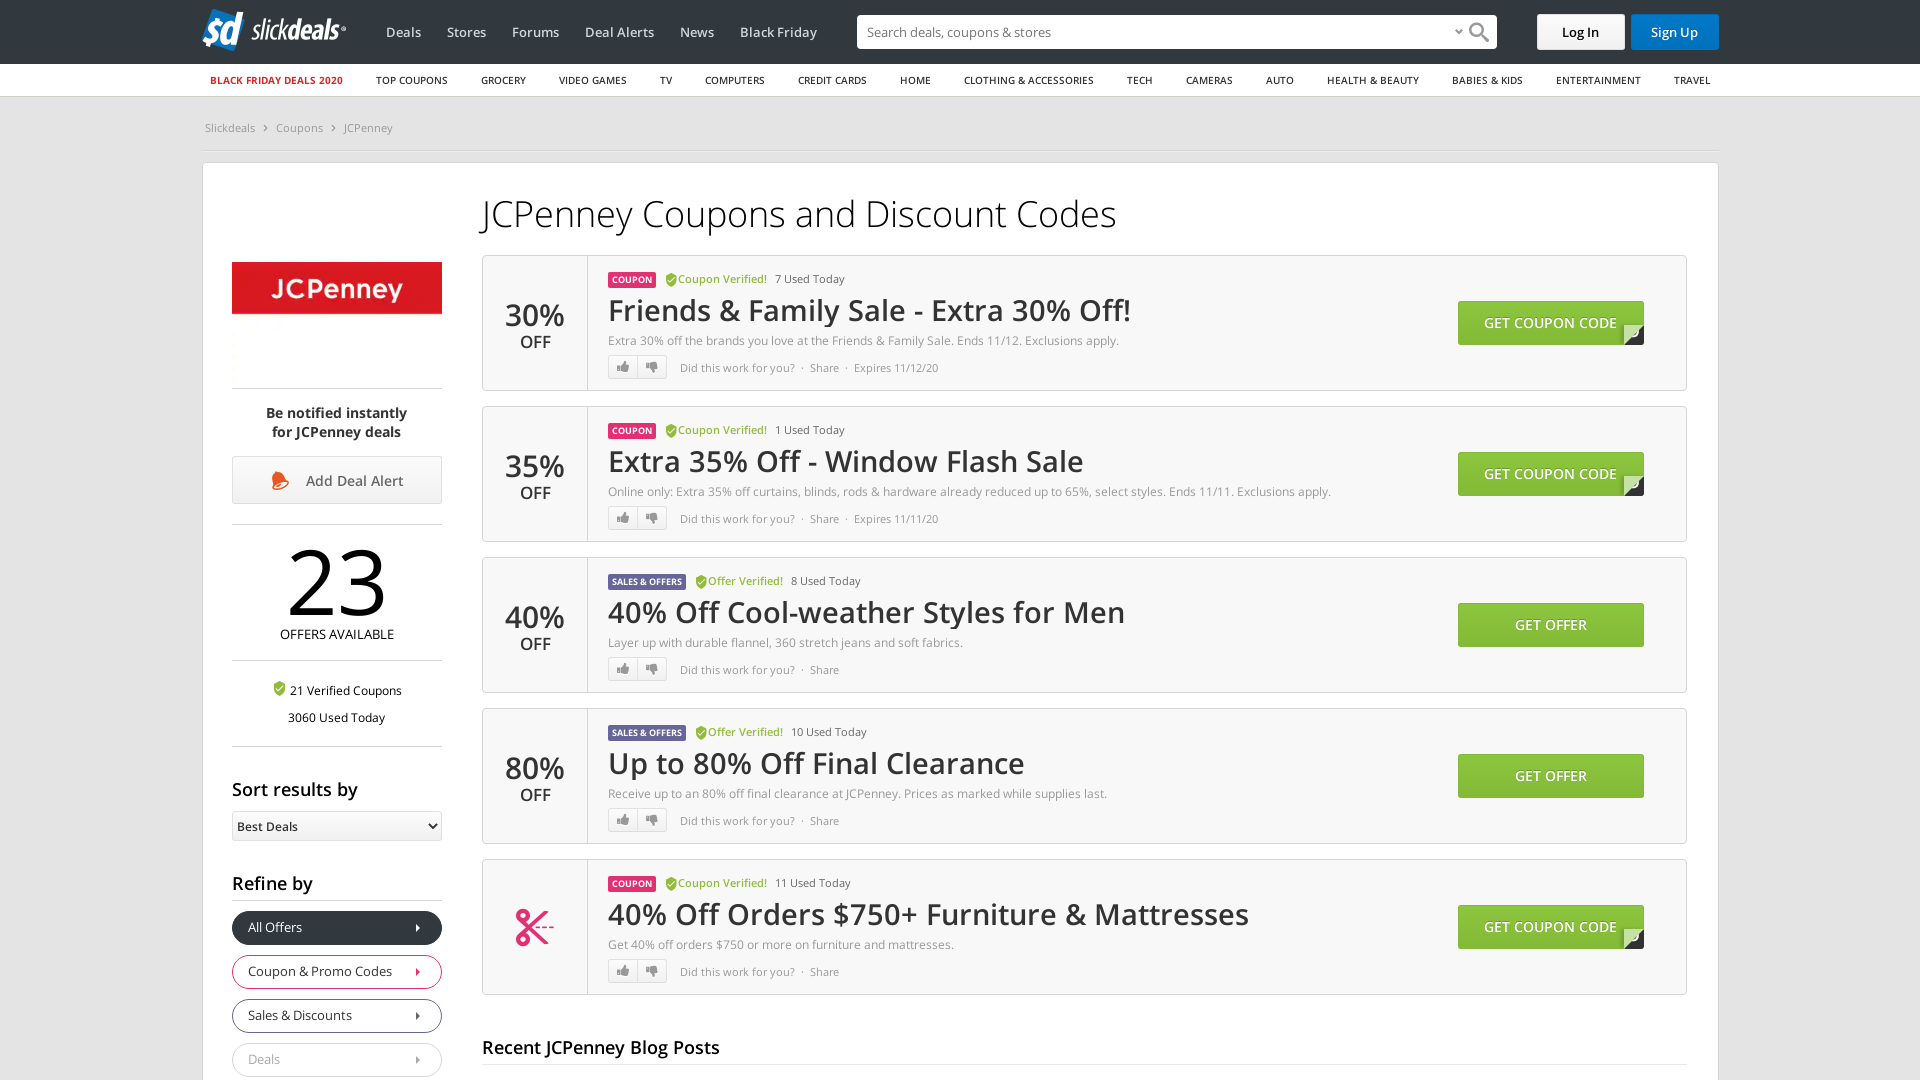 sd slickdeals
Deals
Stores
Forums
Deal Alerts
News
Black Friday
Search deals, coupons & stores
Log In
Sign Up
BLACK FRIDAY DEALS 2020
TOP COUPONS
GROCERY
VIDEO GAMES
TV
COMPUTERS
CREDIT CARDS
HOME
CLOTHING & ACCESSORIES
TECH
CAMERAS
AUTO
HEALTH & BEAUTY
BABIES & KIDS
ENTERTAINMENT
TRAVEL
Slickdeals › Coupons › JCPenney
JCPenney Coupons and Discount Codes
JCPenney
Be notified instantly
for JCPenney deals
Add Deal Alert
23
OFFERS AVAILABLE
21 Verified Coupons
3060 Used Today
Sort results by
Best Deals
Refine by
All Offers
Coupon & Promo Codes
Sales & Discounts
Deals
30%
OFF
COUPON Coupon Verified! 7 Used Today
Friends & Family Sale - Extra 30% Off!
Extra 30% off the brands you love at the Friends & Family Sale. Ends 11/12. Exclusions apply.
Did this work for you? · Share · Expires 11/12/20
GET COUPON CODE
35%
OFF
COUPON Coupon Verified! 1 Used Today
Extra 35% Off - Window Flash Sale
Online only: Extra 35% off curtains, blinds, rods & hardware already reduced up to 65%, select styles. Ends 11/11. Exclusions apply.
Did this work for you? · Share · Expires 11/11/20
GET COUPON CODE
40%
OFF
SALES & OFFERS Offer Verified! 8 Used Today
40% Off Cool-weather Styles for Men
Layer up with durable flannel, 360 stretch jeans and soft fabrics.
Did this work for you? · Share
GET OFFER
80%
OFF
SALES & OFFERS Offer Verified! 10 Used Today
Up to 80% Off Final Clearance
Receive up to an 80% off final clearance at JCPenney. Prices as marked while supplies last.
Did this work for you? · Share
GET OFFER
COUPON Coupon Verified! 11 Used Today
40% Off Orders $750+ Furniture & Mattresses
Get 40% off orders $750 or more on furniture and mattresses.
Did this work for you? · Share
GET COUPON CODE
Recent JCPenney Blog Posts